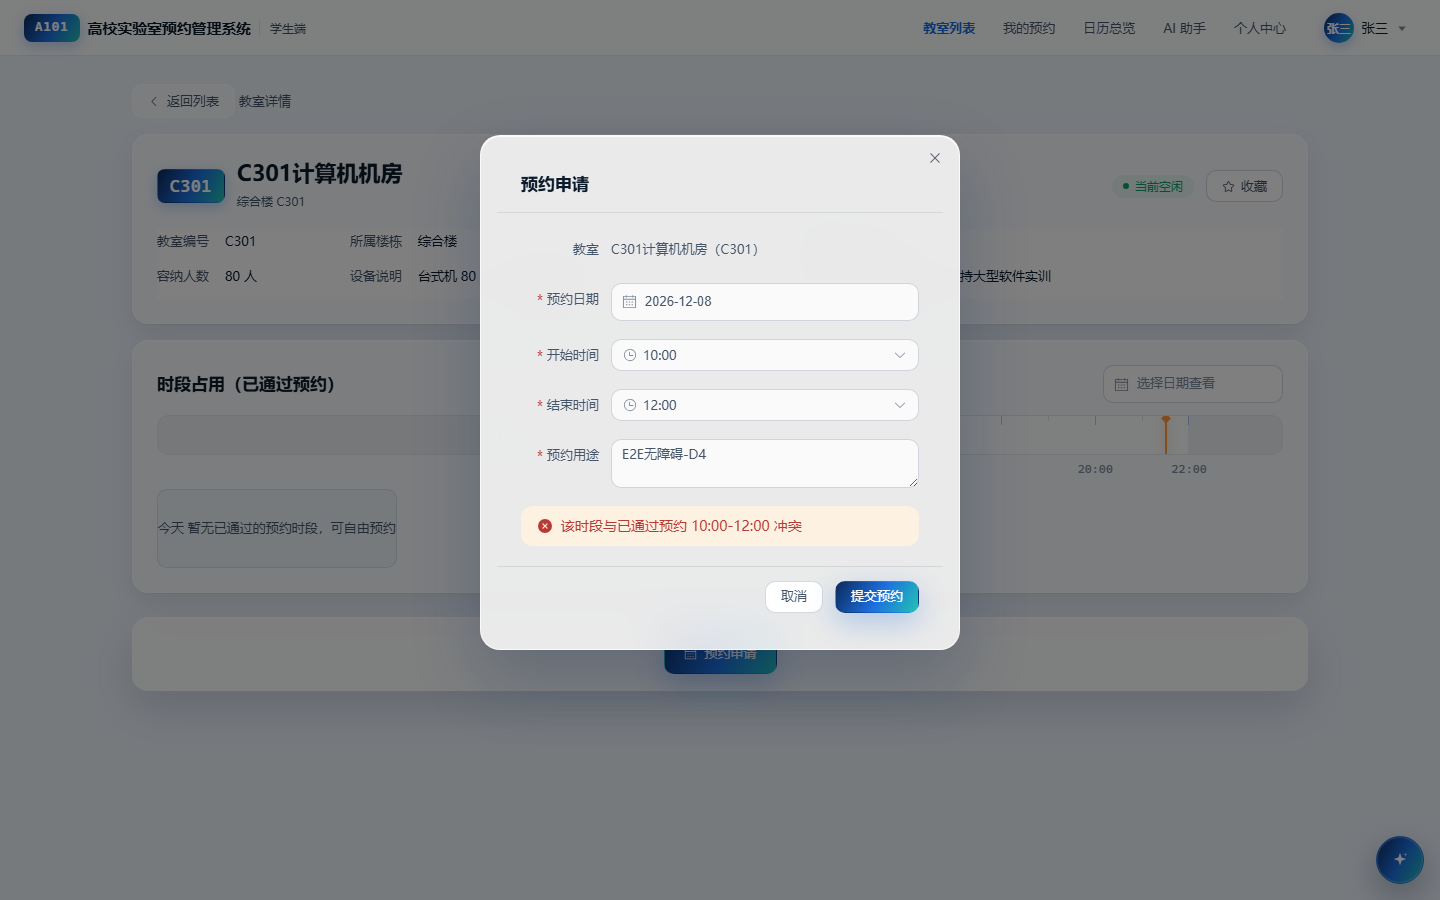 A101 高校实验室预约管理系统 学生端 教室列表 我的预约 日历总览 AI 助手 个人中心 张三 张三
返回列表 教室详情
预约申请
C301 C301计算机机房
综合楼 C301
当前空闲 收藏
教室编号 C301 所属楼栋 综合楼
教室 C301计算机机房（C301）
容纳人数 80 人 设备说明 台式机 80 持大型软件实训
* 预约日期 2026-12-08
* 开始时间 10:00
时段占用（已通过预约） 选择日期查看
* 结束时间 12:00
* 预约用途 E2E无障碍-D4
20:00 22:00
今天 暂无已通过的预约时段，可自由预约
该时段与已通过预约 10:00-12:00 冲突
取消 提交预约
预约申请